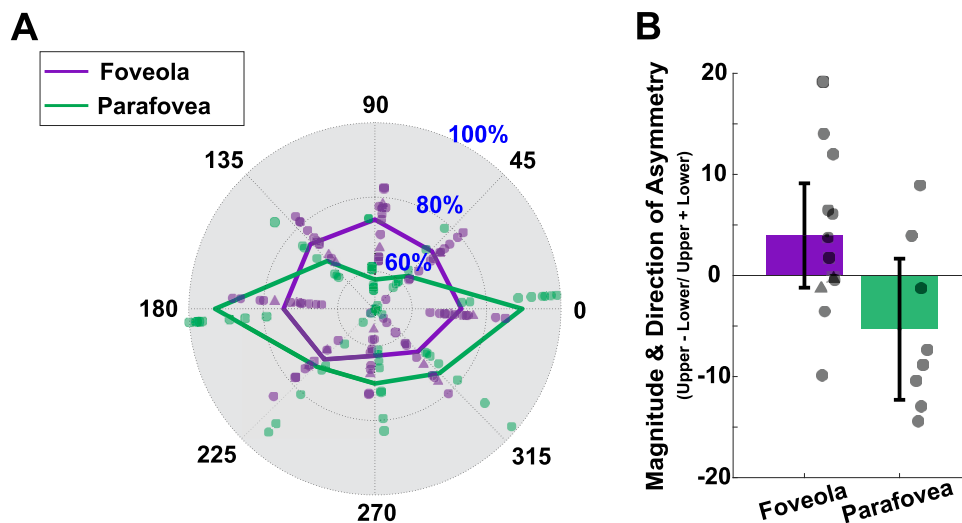 A
Foveola
Parafovea
90
135
45
100%
80%
60%
180
0
225
315
270
B
Magnitude & Direction of Asymmetry
(Upper - Lower/ Upper + Lower)
20
10
0
-10
-20
Foveola
Parafovea